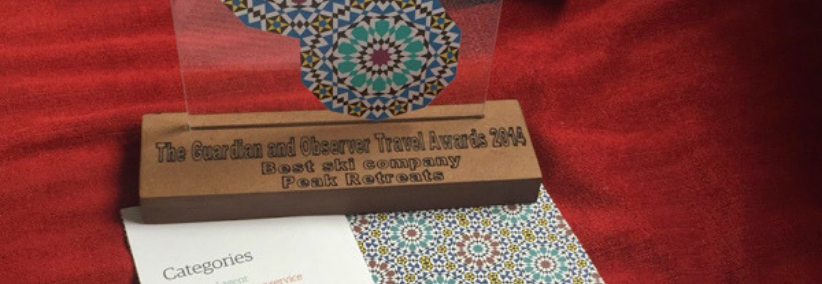 The Guardian and Observer Travel Awards 2014
Best ski company
Peak Retreats
Categories